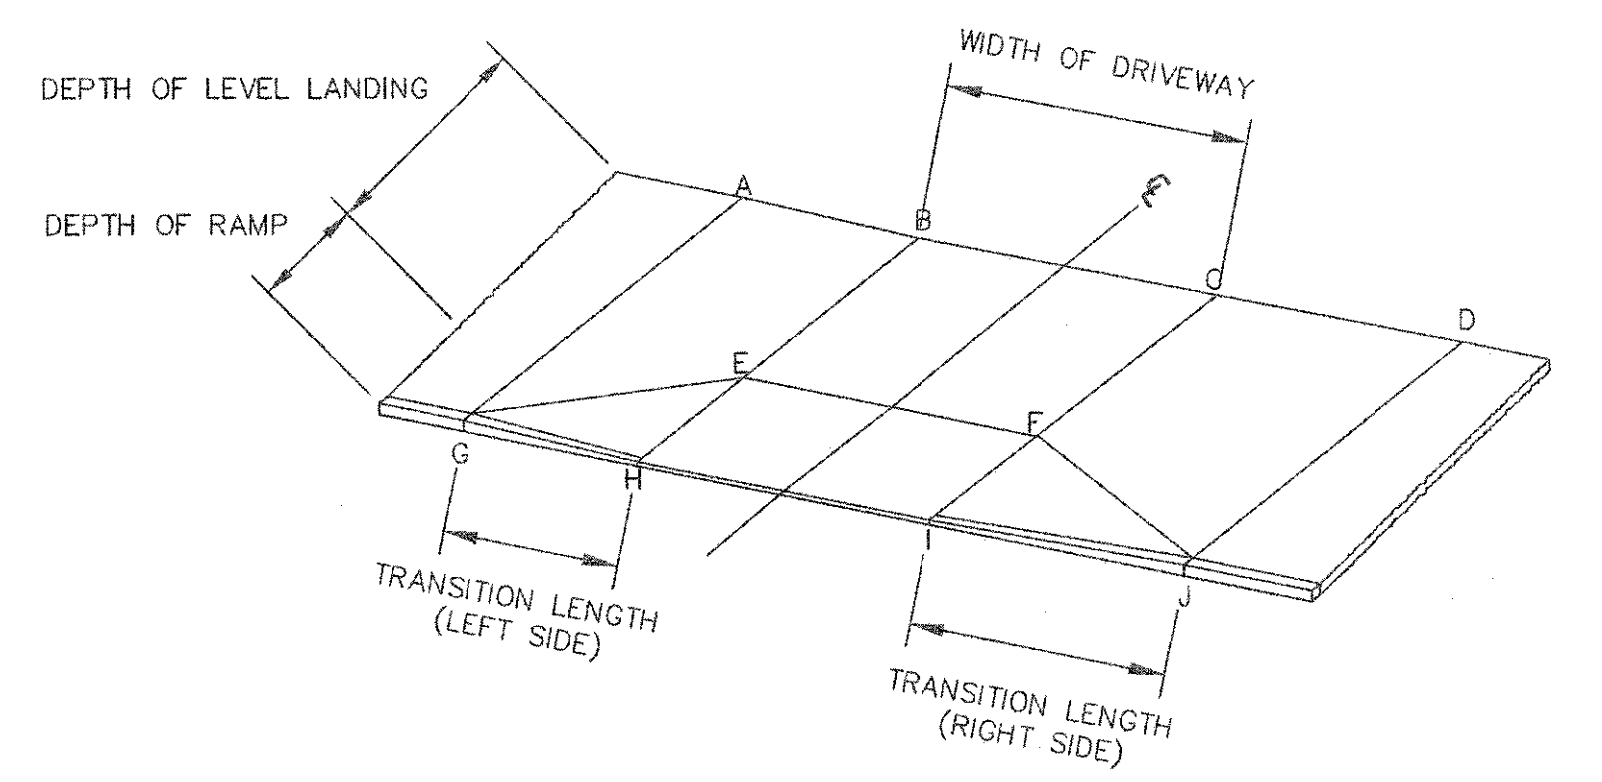 WIDTH OF DRIVEWAY
DEPTH OF LEVEL LANDING
DEPTH OF RAMP
A
B
C
D
E
F
G
H
I
J
℄
TRANSITION LENGTH
(LEFT SIDE)
TRANSITION LENGTH
(RIGHT SIDE)